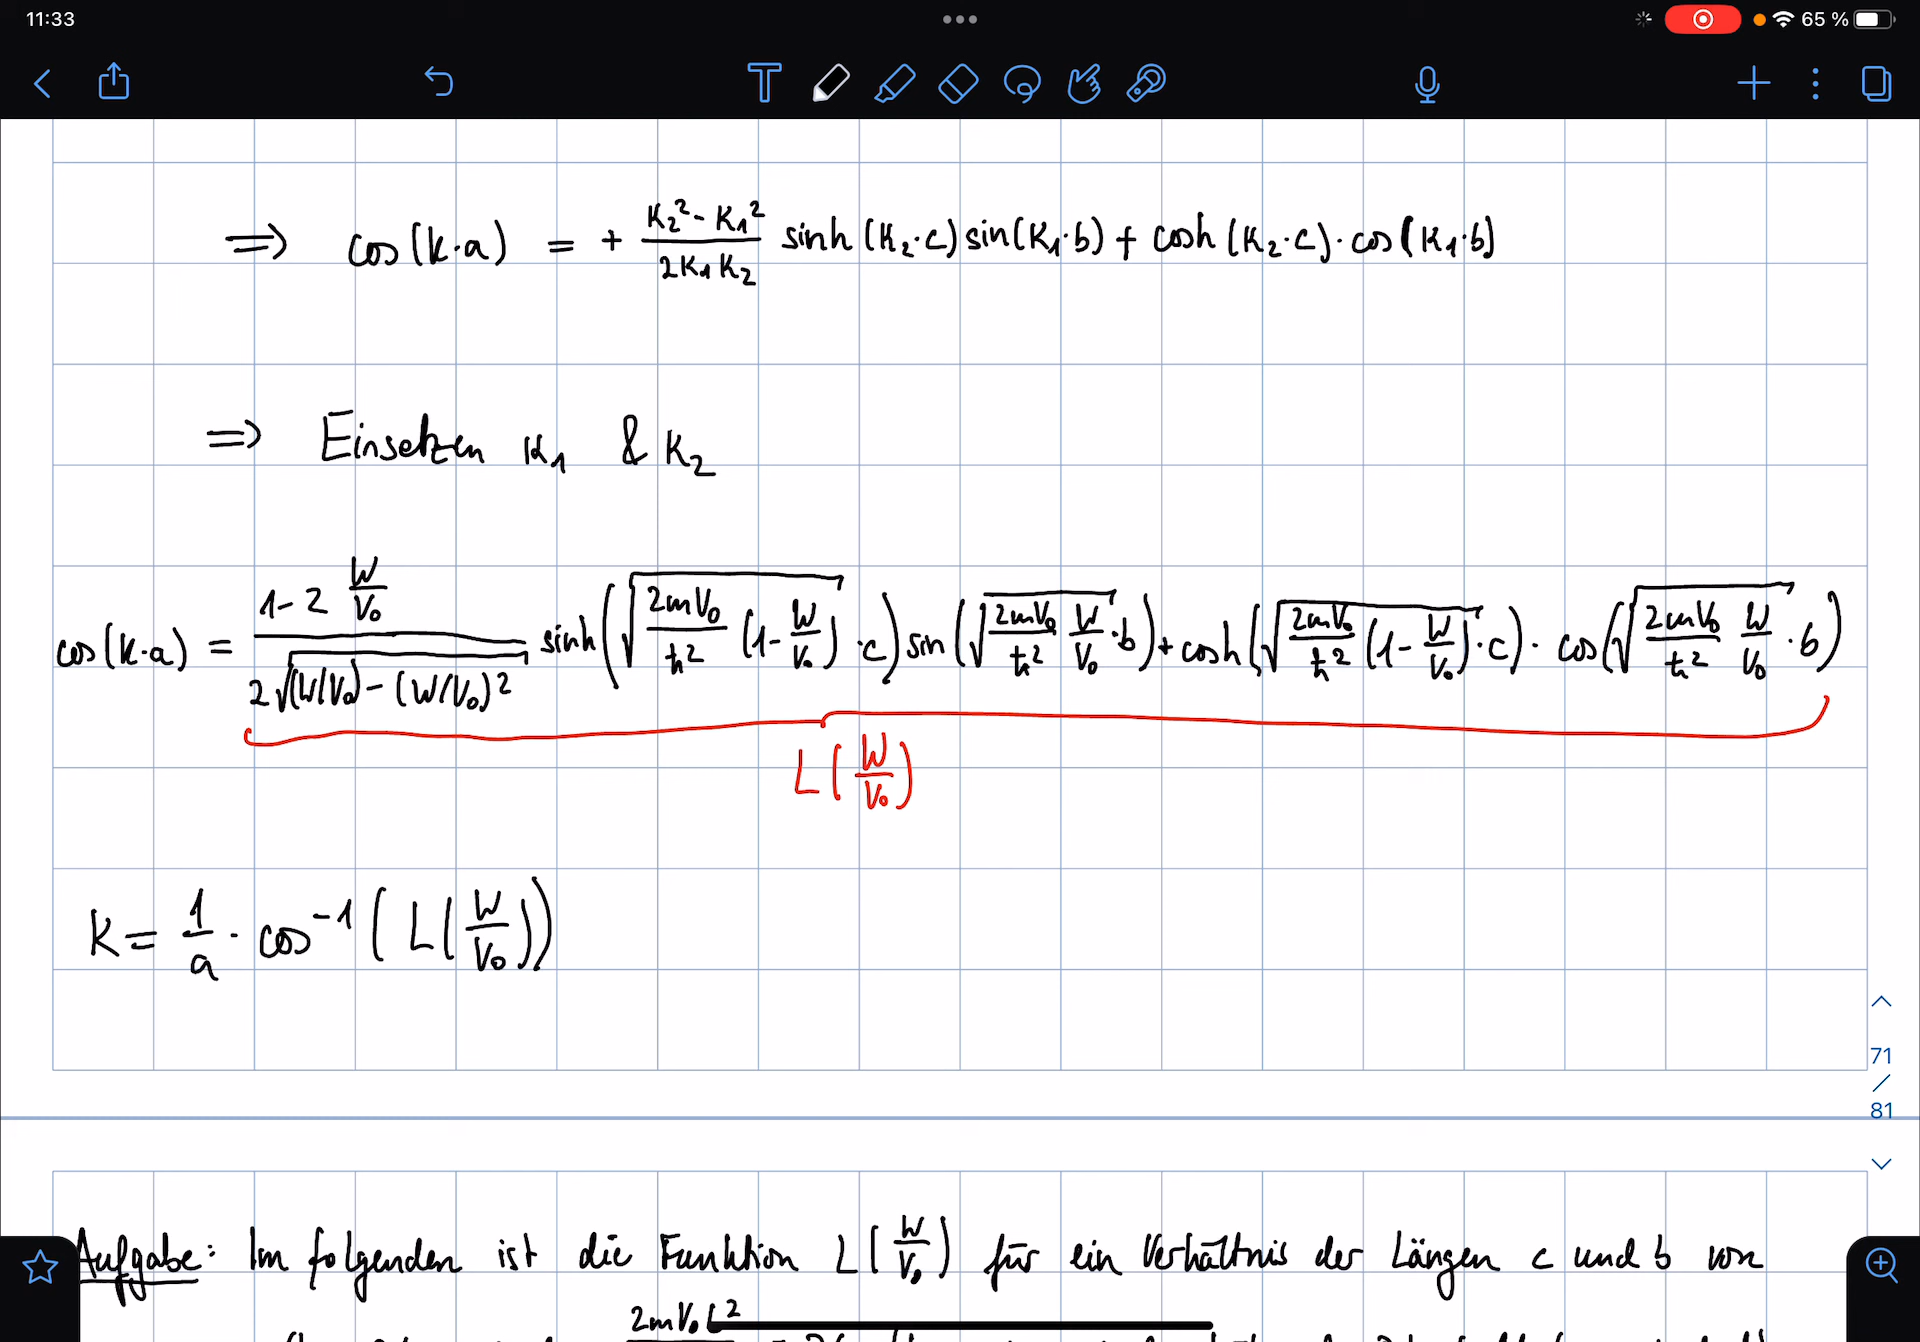 11:33
65 %
T
=> cos(k·a) = + (K₂² - K₁²)/(2K₁K₂) sinh(K₂·c) sin(K₁·b) + cosh(K₂·c)·cos(K₁·b)
=> Einsetzen K₁ & K₂
cos(k·a) = (1-2 W/V₀)/(2√((W/V₀)-(W/V₀)²)) sinh(√(2mV₀/ħ² (1-W/V₀))·c) sin(√(2mV₀/ħ² W/V₀)·b) + cosh(√(2mV₀/ħ² (1-W/V₀))·c) · cos(√(2mV₀/ħ² W/V₀ ·b)
L(W/V₀)
K = 1/a · cos⁻¹(L(W/V₀))
71
/
81
Aufgabe: Im folgenden ist die Funktion L(W/V₀) für ein Verhältnis der Längen c und b von